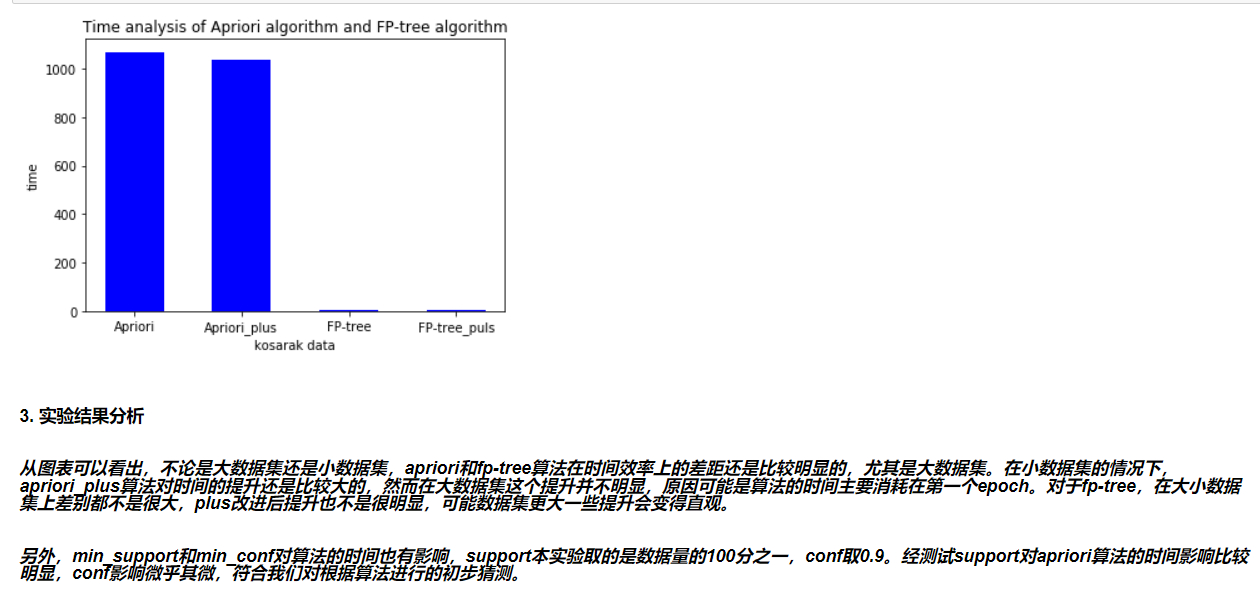 Time analysis of Apriori algorithm and FP-tree algorithm
1000
800
600
400
200
0
time
Apriori
Apriori_plus
FP-tree
FP-tree_puls
kosarak data
3. 实验结果分析
从图表可以看出，不论是大数据集还是小数据集，apriori和fp-tree算法在时间效率上的差距还是比较明显的，尤其是大数据集。在小数据集的情况下，
apriori_plus算法对时间的提升还是比较大的，然而在大数据集这个提升并不明显，原因可能是算法的时间主要消耗在第一个epoch。对于fp-tree，在大小数据
集上差别都不是很大，plus改进后提升也不是很明显，可能数据集更大一些提升会变得直观。
另外，min_support和min_conf对算法的时间也有影响，support本实验取的是数据量的100分之一，conf取0.9。经测试support对apriori算法的时间影响比较
明显，conf影响微乎其微，符合我们对根据算法进行的初步猜测。